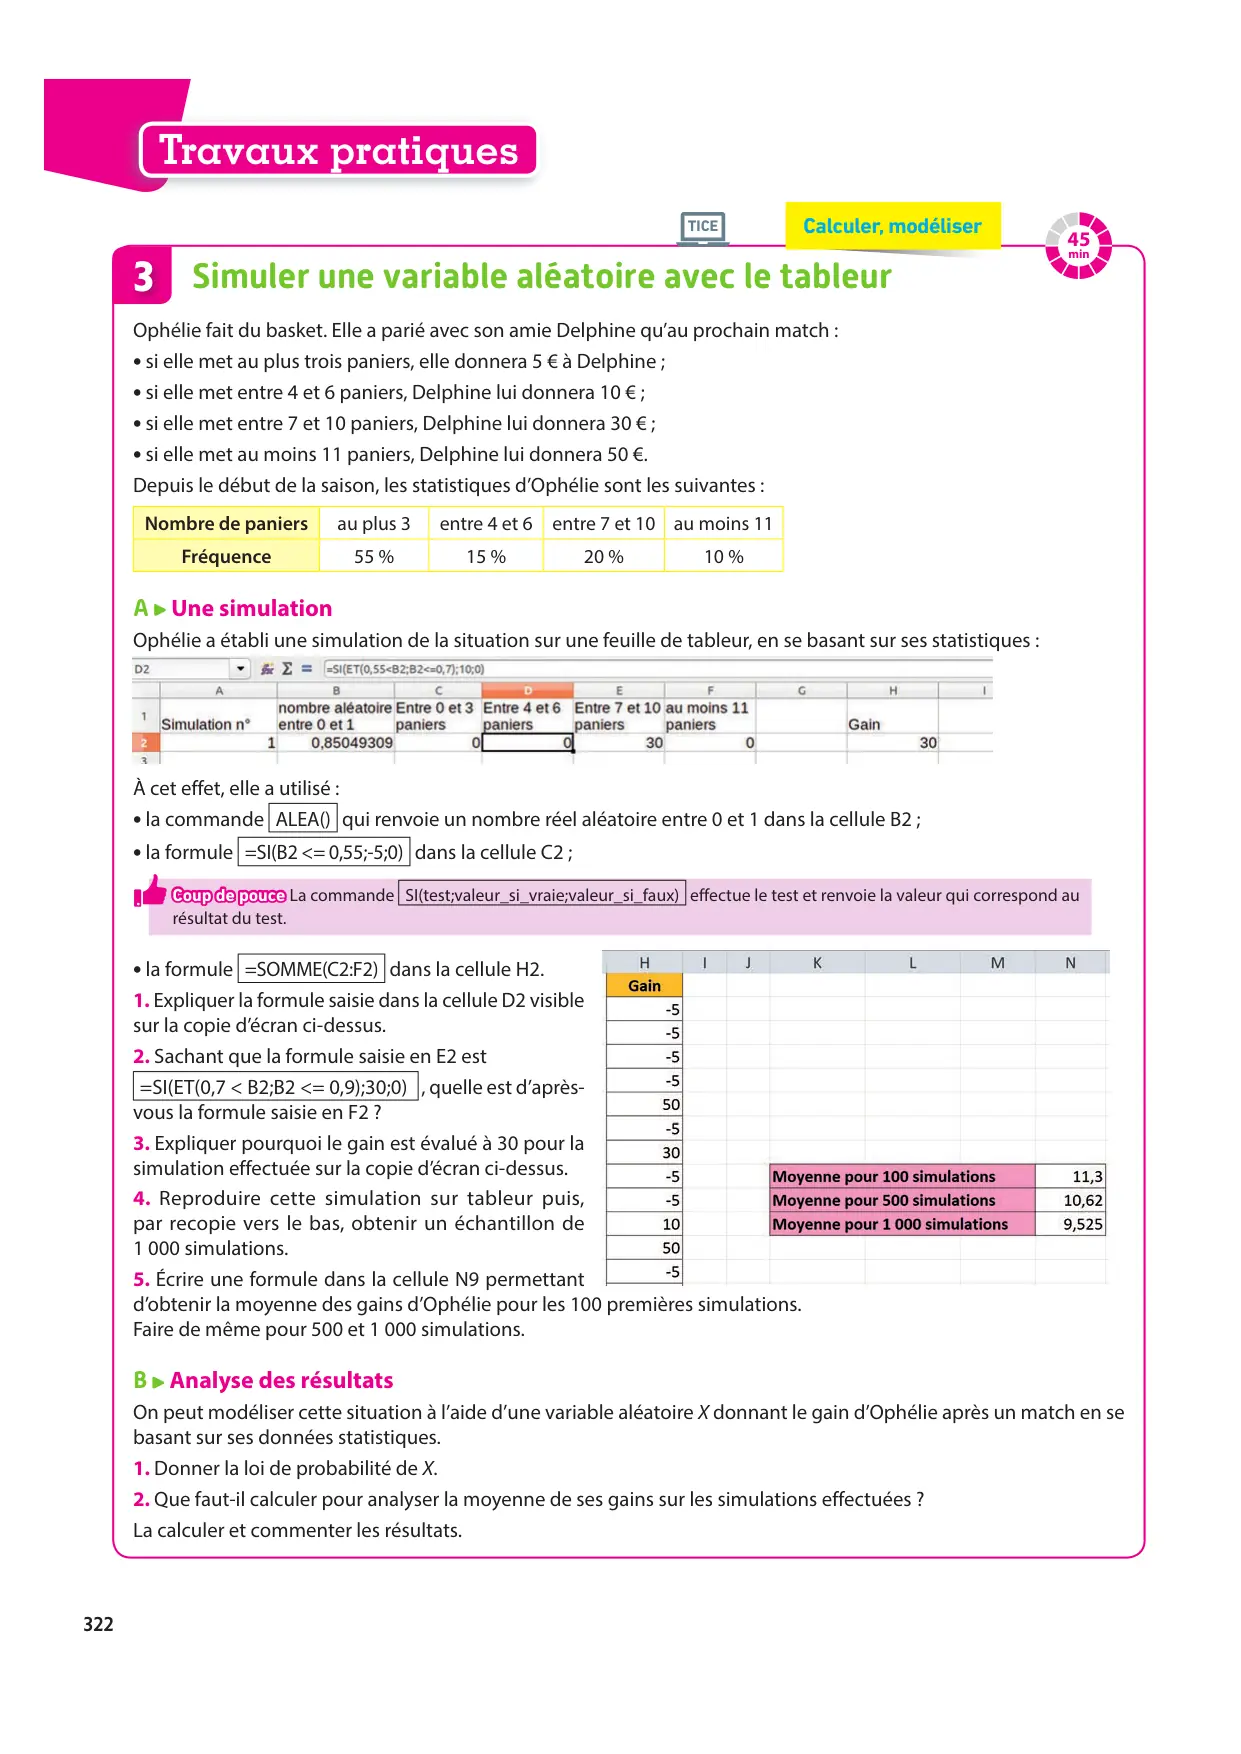 Travaux pratiques
TICE
Calculer, modéliser
45
min
3 Simuler une variable aléatoire avec le tableur
Ophélie fait du basket. Elle a parié avec son amie Delphine qu’au prochain match :
• si elle met au plus trois paniers, elle donnera 5 € à Delphine ;
• si elle met entre 4 et 6 paniers, Delphine lui donnera 10 € ;
• si elle met entre 7 et 10 paniers, Delphine lui donnera 30 € ;
• si elle met au moins 11 paniers, Delphine lui donnera 50 €.
Depuis le début de la saison, les statistiques d’Ophélie sont les suivantes :
Nombre de paniers au plus 3 entre 4 et 6 entre 7 et 10 au moins 11
Fréquence 55 % 15 % 20 % 10 %
A ▶ Une simulation
Ophélie a établi une simulation de la situation sur une feuille de tableur, en se basant sur ses statistiques :
D2 Σ = =SI(ET(0,55<B2;B2<=0,7);10;0)
A B C D E F G H I
nombre aléatoire Entre 0 et 3 Entre 4 et 6 Entre 7 et 10 au moins 11
1 Simulation n° entre 0 et 1 paniers paniers paniers paniers Gain
2 1 0,85049309 0 0 30 0 30
3
À cet effet, elle a utilisé :
• la commande ALEA() qui renvoie un nombre réel aléatoire entre 0 et 1 dans la cellule B2 ;
• la formule =SI(B2 <= 0,55;-5;0) dans la cellule C2 ;
Coup de pouce La commande SI(test;valeur_si_vraie;valeur_si_faux) effectue le test et renvoie la valeur qui correspond au
résultat du test.
• la formule =SOMME(C2:F2) dans la cellule H2.
1. Expliquer la formule saisie dans la cellule D2 visible
sur la copie d’écran ci-dessus.
2. Sachant que la formule saisie en E2 est
=SI(ET(0,7 < B2;B2 <= 0,9);30;0) , quelle est d’après-
vous la formule saisie en F2 ?
3. Expliquer pourquoi le gain est évalué à 30 pour la
simulation effectuée sur la copie d’écran ci-dessus.
4. Reproduire cette simulation sur tableur puis,
par recopie vers le bas, obtenir un échantillon de
1 000 simulations.
5. Écrire une formule dans la cellule N9 permettant
d’obtenir la moyenne des gains d’Ophélie pour les 100 premières simulations.
Faire de même pour 500 et 1 000 simulations.
H I J K L M N
Gain
-5
-5
-5
-5
50
-5
30
-5 Moyenne pour 100 simulations 11,3
-5 Moyenne pour 500 simulations 10,62
10 Moyenne pour 1 000 simulations 9,525
50
-5
B ▶ Analyse des résultats
On peut modéliser cette situation à l’aide d’une variable aléatoire X donnant le gain d’Ophélie après un match en se
basant sur ses données statistiques.
1. Donner la loi de probabilité de X.
2. Que faut-il calculer pour analyser la moyenne de ses gains sur les simulations effectuées ?
La calculer et commenter les résultats.
322